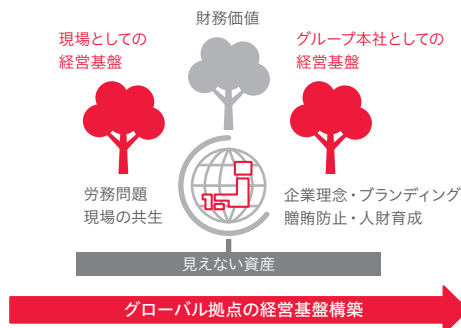 財務価値
現場としての
経営基盤
グループ本社としての
経営基盤
労務問題
現場の共生
企業理念・ブランディング
贈賄防止・人財育成
見えない資産
グローバル拠点の経営基盤構築